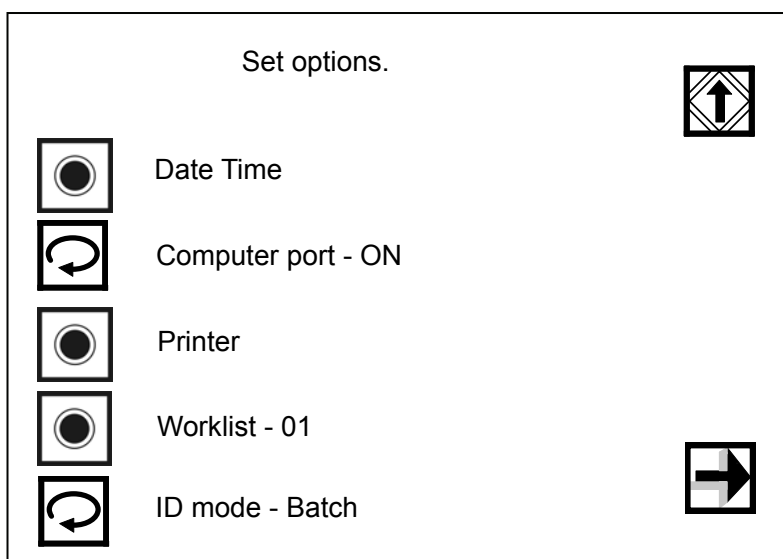 Set options.
Date Time
Computer port - ON
Printer
Worklist - 01
ID mode - Batch